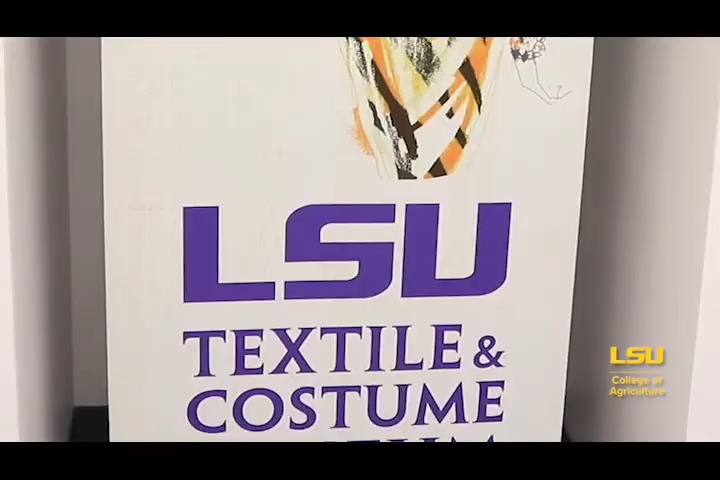 LSU
TEXTILE &
COSTUME
LSU
College of
Agriculture